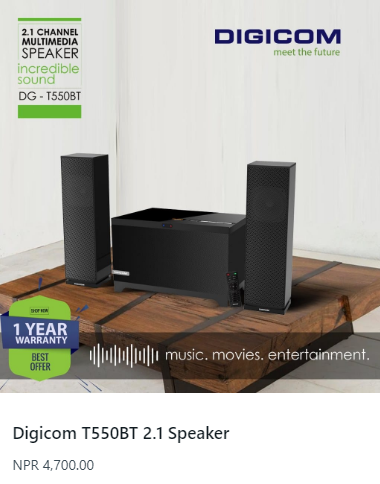 2.1 CHANNEL
MULTIMEDIA
SPEAKER
incredible
sound
DG - T550BT
DIGICOM
meet the future
SHOP NOW
1 YEAR
WARRANTY
BEST
OFFER
music. movies. entertainment.
Digicom T550BT 2.1 Speaker
NPR 4,700.00